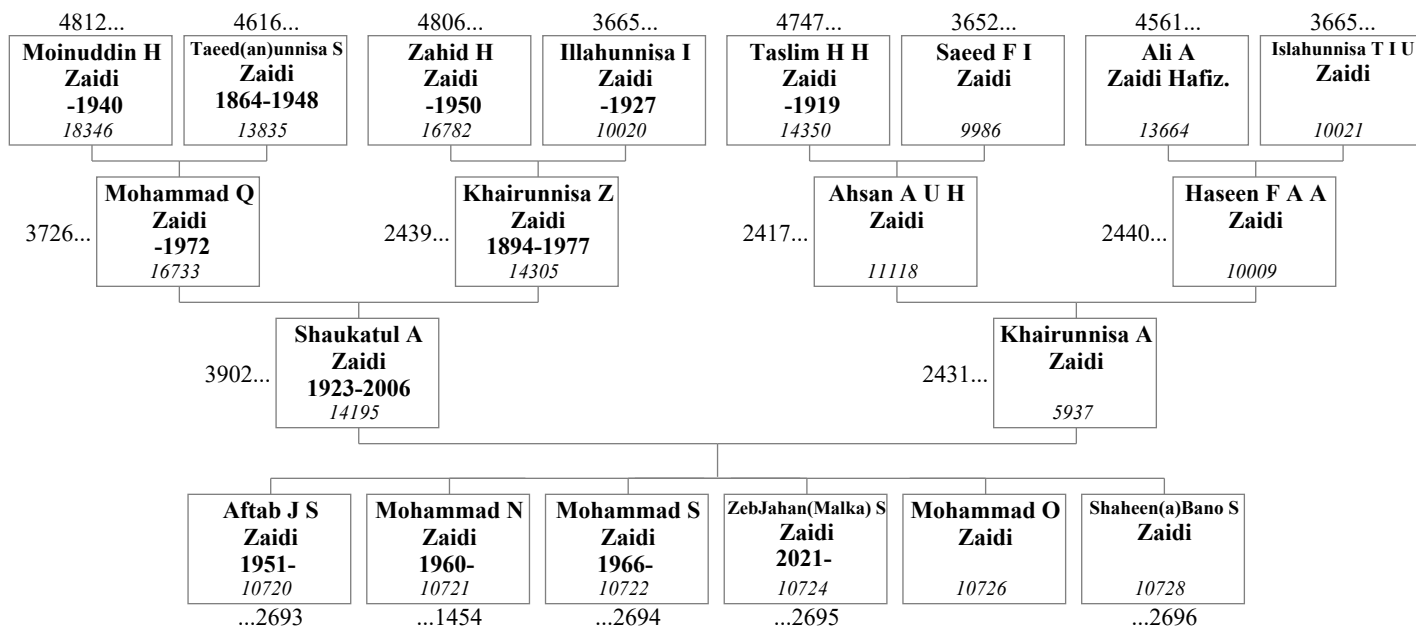 4812...
4616...
4806...
3665...
4747...
3652...
4561...
3665...
Moinuddin H
Zaidi
-1940
18346
Taeed(an)unnisa S
Zaidi
1864-1948
13835
Zahid H
Zaidi
-1950
16782
Illahunnisa I
Zaidi
-1927
10020
Taslim H H
Zaidi
-1919
14350
Saeed F I
Zaidi
9986
Ali A
Zaidi Hafiz.
13664
Islahunnisa T I U
Zaidi
10021
3726...
Mohammad Q
Zaidi
-1972
16733
2439...
Khairunnisa Z
Zaidi
1894-1977
14305
2417...
Ahsan A U H
Zaidi
11118
2440...
Haseen F A A
Zaidi
10009
3902...
Shaukatul A
Zaidi
1923-2006
14195
2431...
Khairunnisa A
Zaidi
5937
Aftab J S
Zaidi
1951-
10720
...2693
Mohammad N
Zaidi
1960-
10721
...1454
Mohammad S
Zaidi
1966-
10722
...2694
ZebJahan(Malka) S
Zaidi
2021-
10724
...2695
Mohammad O
Zaidi
10726
Shaheen(a)Bano S
Zaidi
10728
...2696